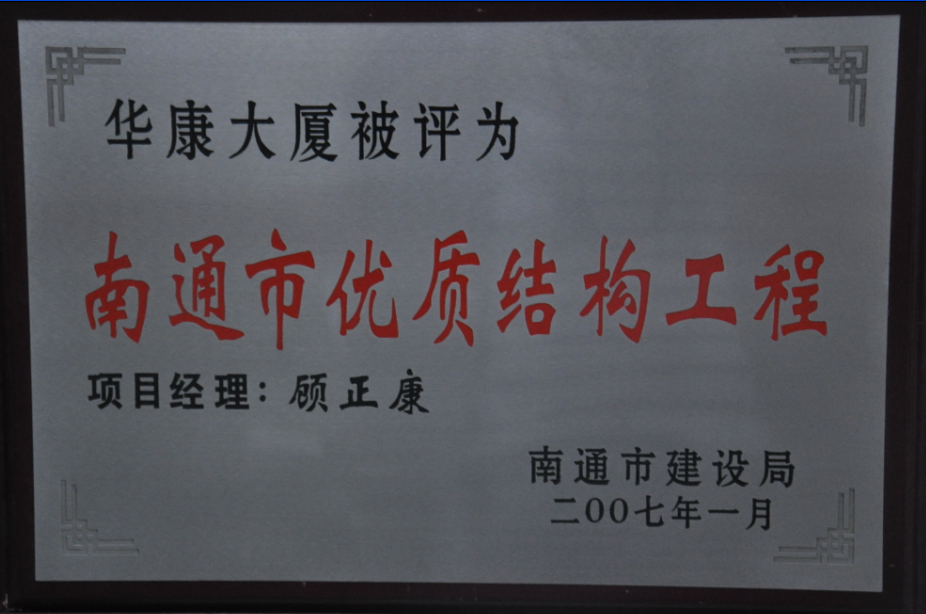 华康大厦被评为
南通市优质结构工程
项目经理：顾正康
南通市建设局
二00七年一月